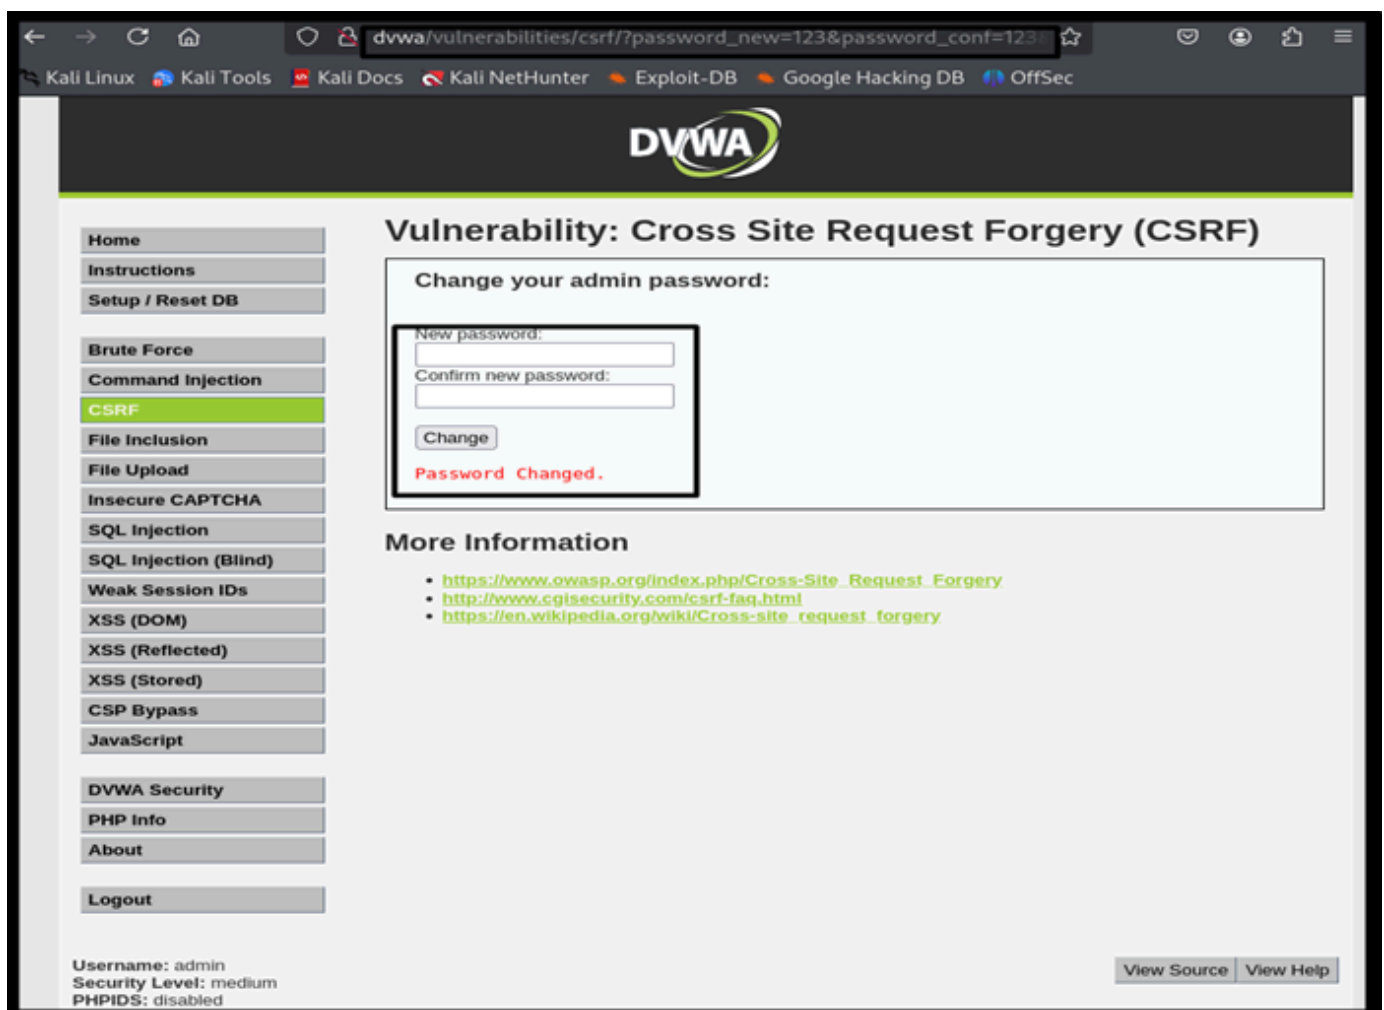 dvwa/vulnerabilities/csrf/?password_new=123&password_conf=123&
Kali Linux Kali Tools Kali Docs Kali NetHunter Exploit-DB Google Hacking DB OffSec
DVWA
Home
Instructions
Setup / Reset DB
Brute Force
Command Injection
CSRF
File Inclusion
File Upload
Insecure CAPTCHA
SQL Injection
SQL Injection (Blind)
Weak Session IDs
XSS (DOM)
XSS (Reflected)
XSS (Stored)
CSP Bypass
JavaScript
DVWA Security
PHP Info
About
Logout
Vulnerability: Cross Site Request Forgery (CSRF)
Change your admin password:
New password:
Confirm new password:
Change
Password Changed.
More Information
https://www.owasp.org/index.php/Cross-Site_Request_Forgery
http://www.cgisecurity.com/csrf-faq.html
https://en.wikipedia.org/wiki/Cross-site_request_forgery
Username: admin
Security Level: medium
PHPIDS: disabled
View Source View Help